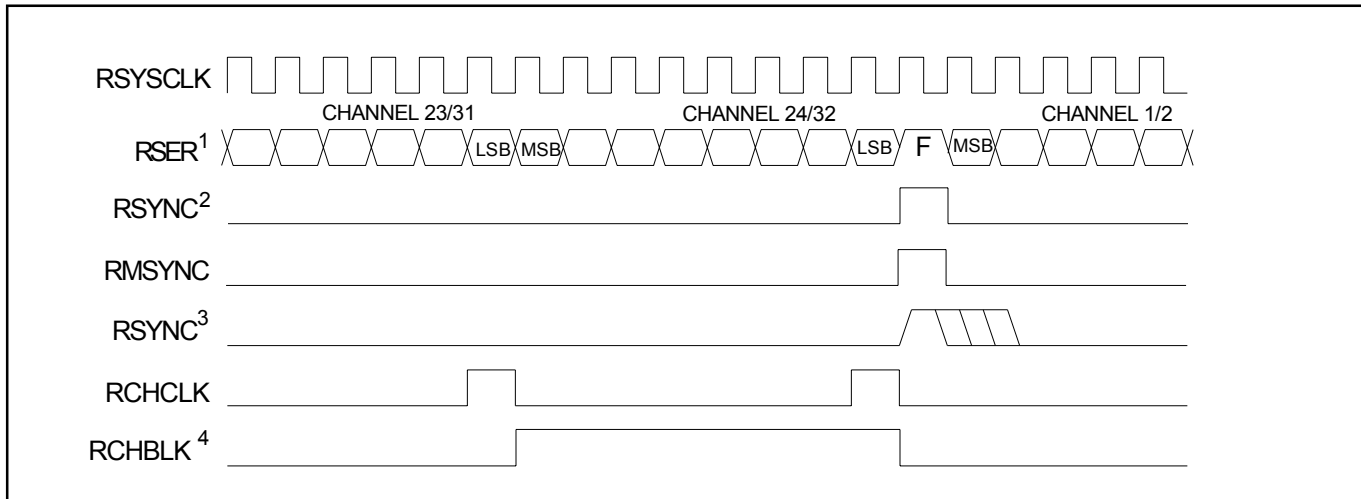 RSYSCLK
CHANNEL 23/31 CHANNEL 24/32 CHANNEL 1/2
RSER¹ LSB MSB LSB F MSB
RSYNC²
RMSYNC
RSYNC³
RCHCLK
RCHBLK ⁴